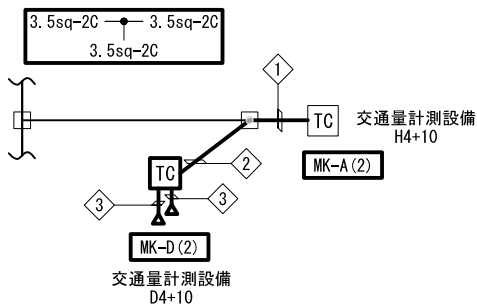 3.5sq-2C 3.5sq-2C
3.5sq-2C
1
TC
交通量計測設備
H4+10
MK-A(2)
2
TC
3
3
MK-D(2)
交通量計測設備
D4+10